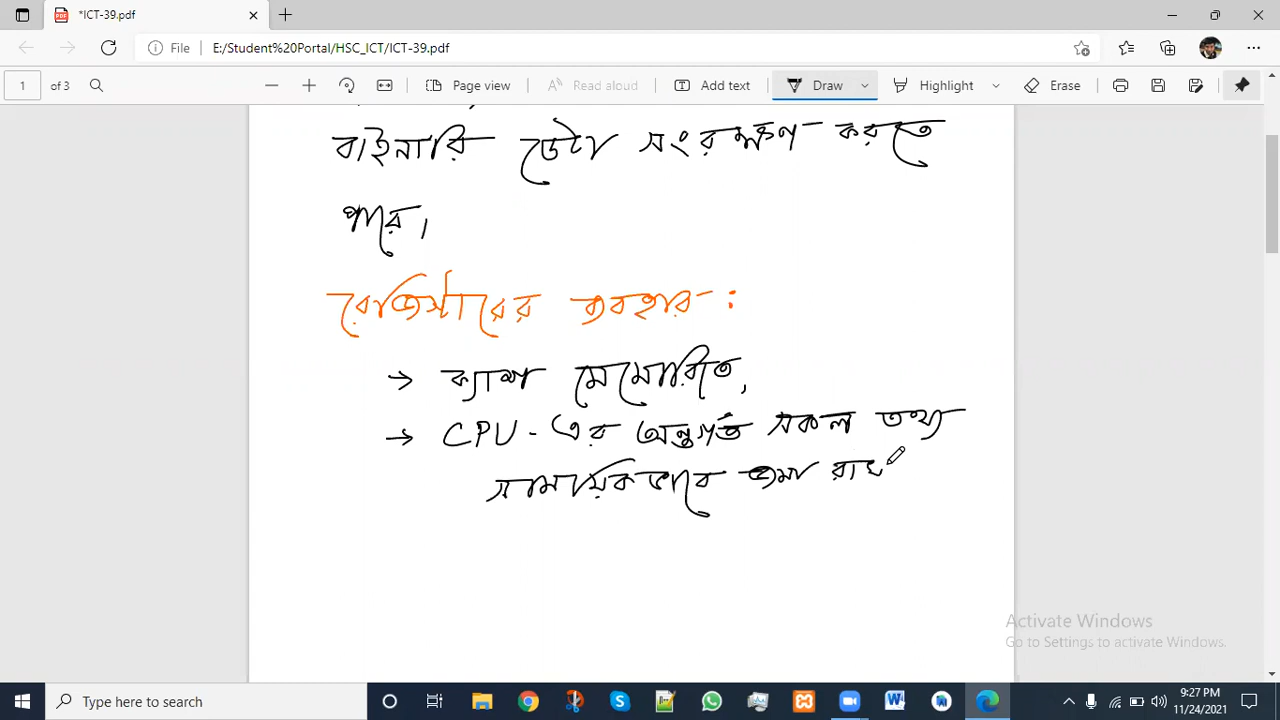 *ICT-39.pdf
File E:/Student%20Portal/HSC_ICT/ICT-39.pdf
1 of 3 Page view Read aloud Add text Draw Highlight Erase
বাইনারি ডেটা সংরক্ষণ করতে
পারে।
রেজিস্টারের ব্যবহার :
→ ক্যাশ মেমোরিতে,
→ CPU-এর অন্তর্গত সকল তথ্য
সাময়িকভাবে জমা রাখ
Activate Windows
Go to Settings to activate Windows.
Type here to search
9:27 PM
11/24/2021